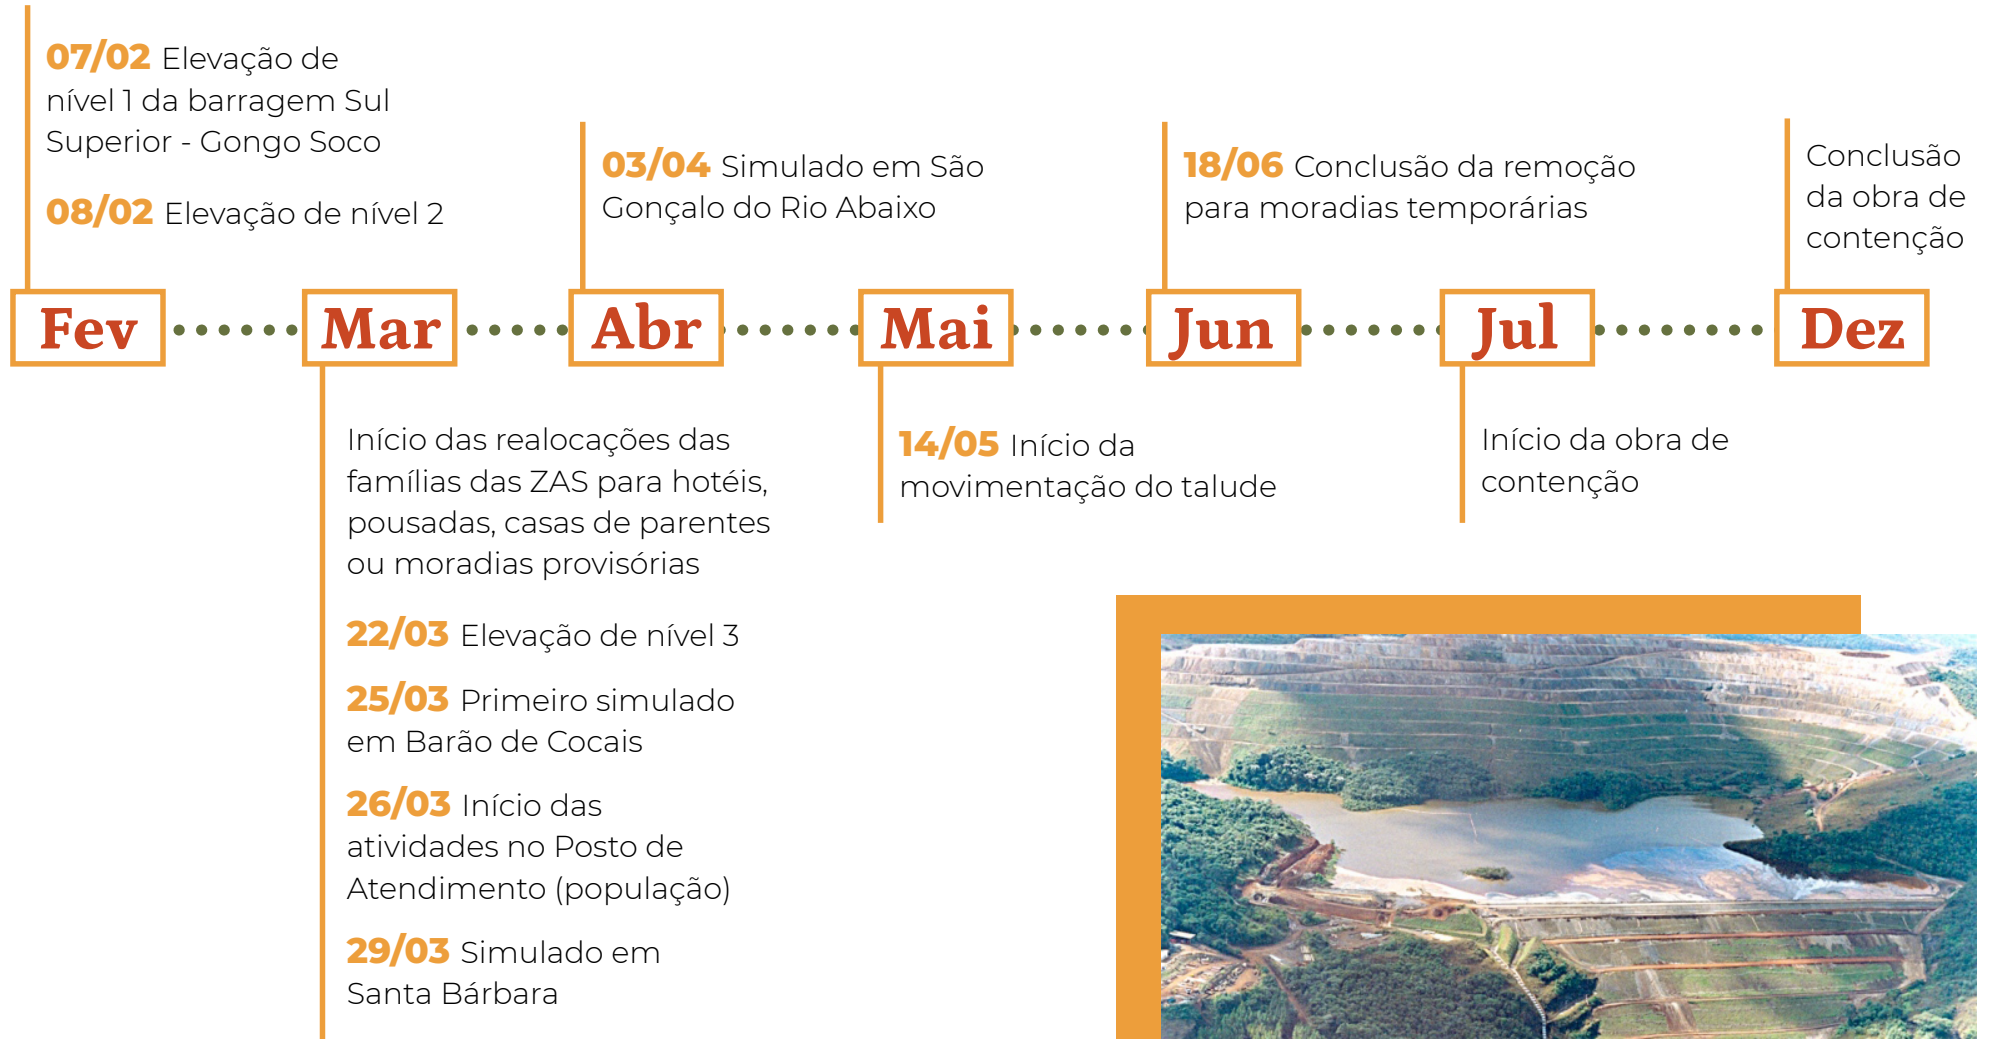 07/02 Elevação de
nível 1 da barragem Sul
Superior - Gongo Soco
08/02 Elevação de nível 2
03/04 Simulado em São
Gonçalo do Rio Abaixo
18/06 Conclusão da remoção
para moradias temporárias
Conclusão
da obra de
contenção
Fev
Mar
Abr
Mai
Jun
Jul
Dez
Início das realocações das
famílias das ZAS para hotéis,
pousadas, casas de parentes
ou moradias provisórias
22/03 Elevação de nível 3
25/03 Primeiro simulado
em Barão de Cocais
26/03 Início das
atividades no Posto de
Atendimento (população)
29/03 Simulado em
Santa Bárbara
14/05 Início da
movimentação do talude
Início da obra de
contenção